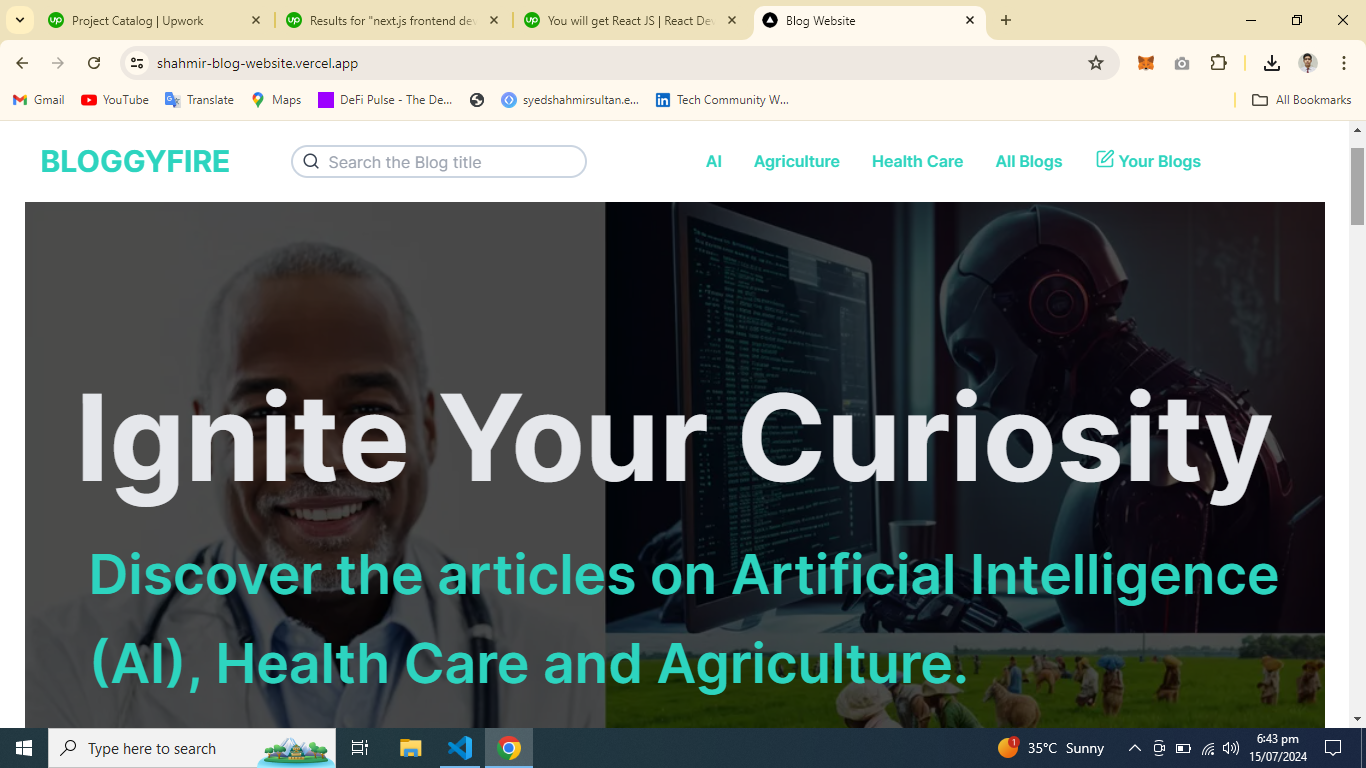 Project Catalog | Upwork
Results for "next.js frontend dev
You will get React JS | React Dev
Blog Website
shahmir-blog-website.vercel.app
Gmail
YouTube
Translate
Maps
DeFi Pulse - The De...
syedshahmirsultan.e...
Tech Community W...
All Bookmarks
BLOGGYFIRE
Search the Blog title
AI
Agriculture
Health Care
All Blogs
Your Blogs
Ignite Your Curiosity
Discover the articles on Artificial Intelligence
(AI), Health Care and Agriculture.
Type here to search
1
35°C Sunny
6:43 pm
15/07/2024